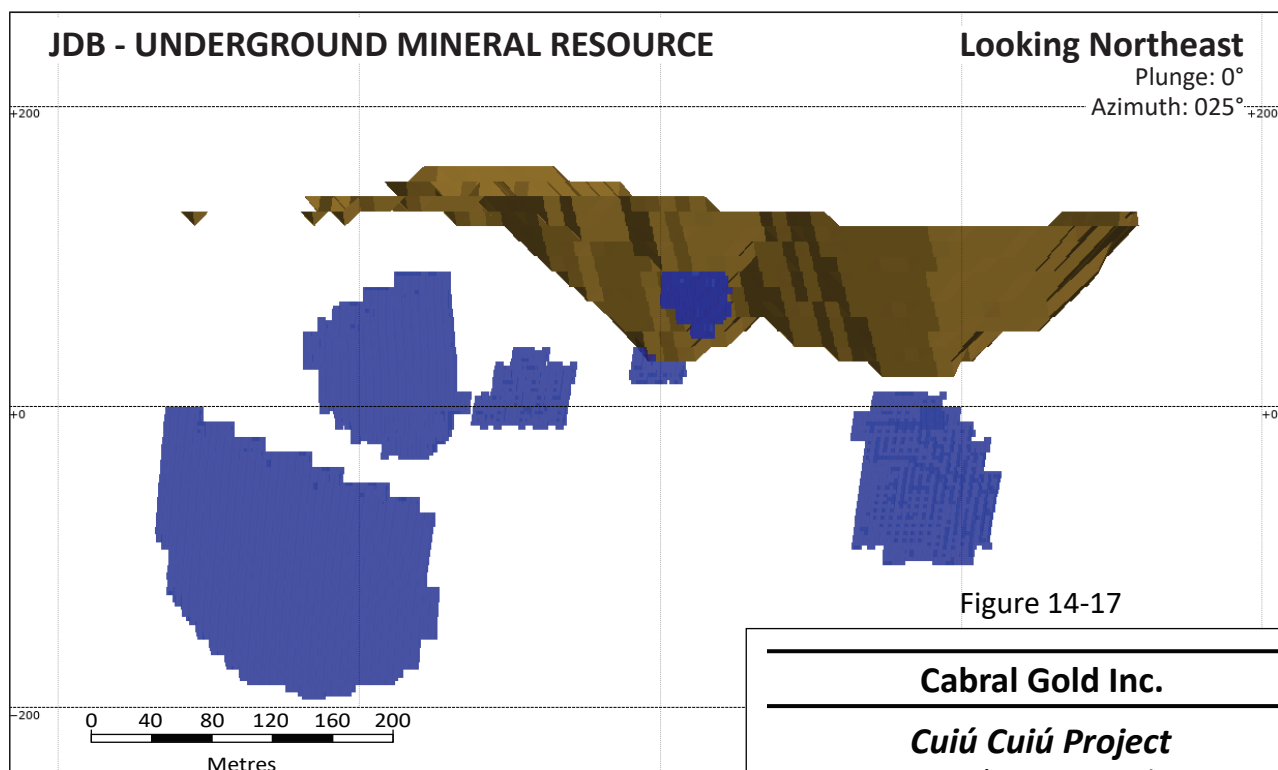 JDB - UNDERGROUND MINERAL RESOURCE
Looking Northeast
Plunge: 0°
Azimuth: 025°
+200
+200
+0
+0
-200
0 40 80 120 160 200
Metres
Figure 14-17
Cabral Gold Inc.
Cuiú Cuiú Project